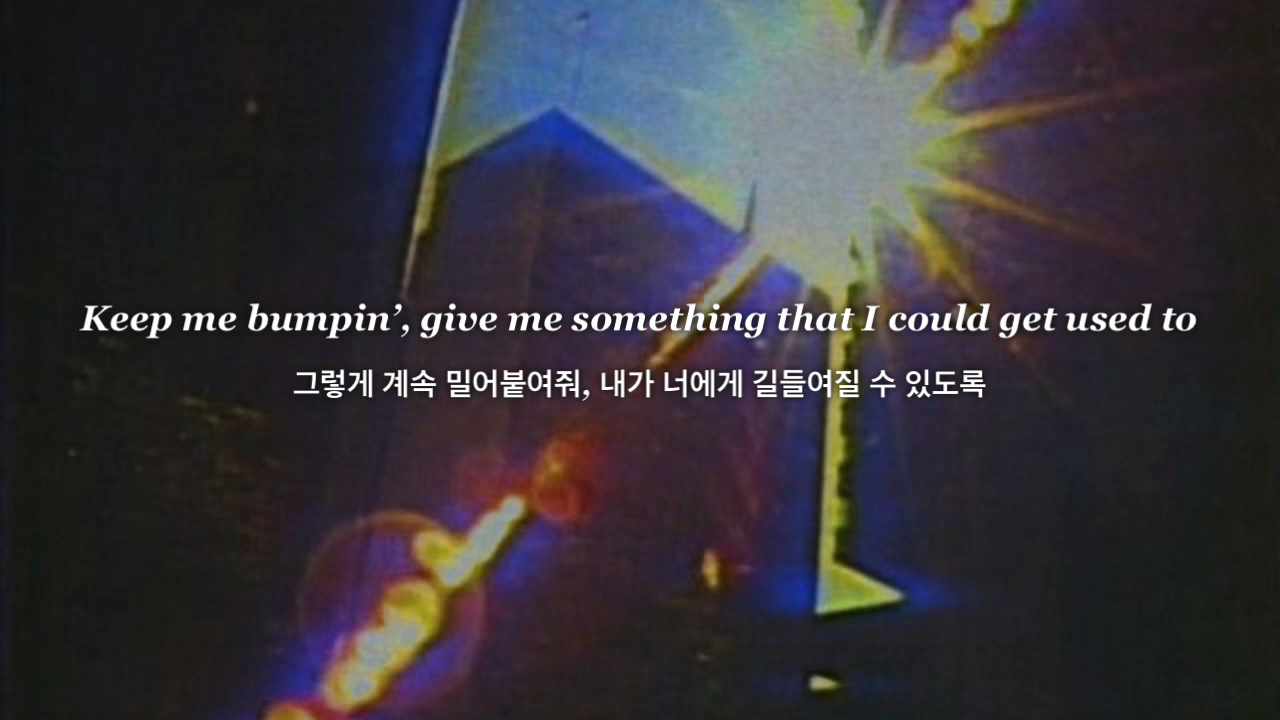 Keep me bumpin’, give me something that I could get used to
그렇게 계속 밀어붙여줘, 내가 너에게 길들여질 수 있도록